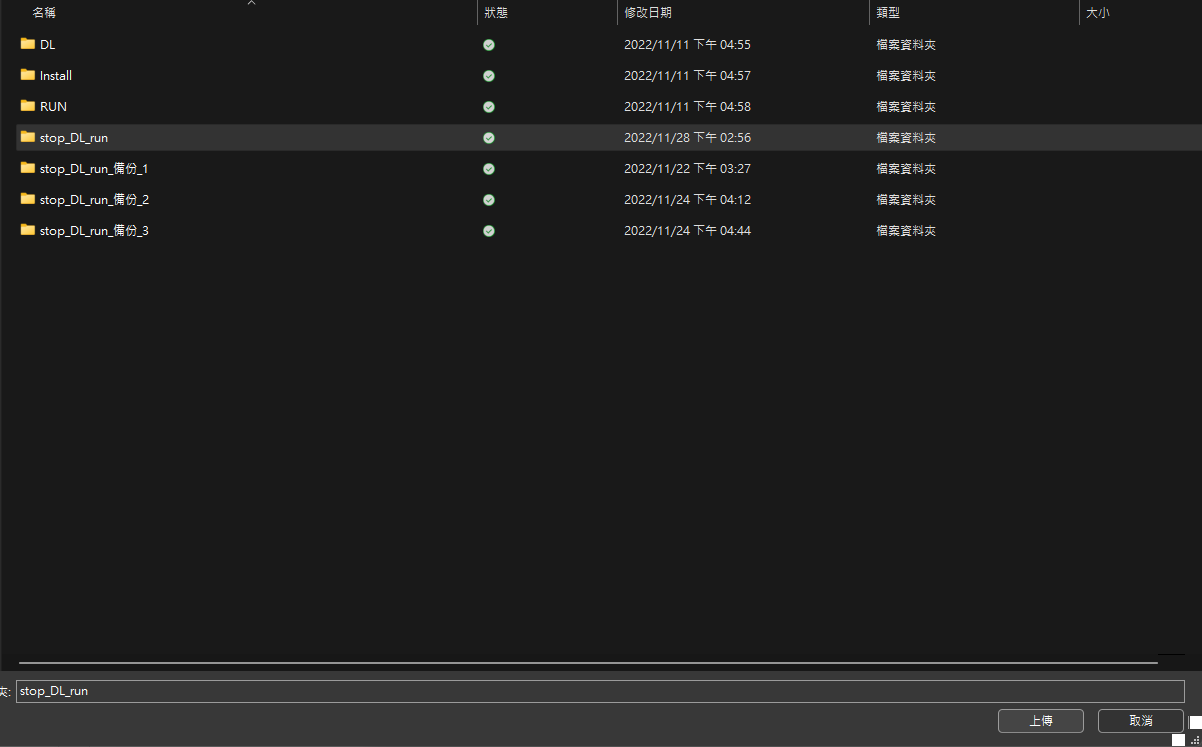 名稱 狀態 修改日期 類型 大小
DL 2022/11/11 下午 04:55 檔案資料夾
Install 2022/11/11 下午 04:57 檔案資料夾
RUN 2022/11/11 下午 04:58 檔案資料夾
stop_DL_run 2022/11/28 下午 02:56 檔案資料夾
stop_DL_run_備份_1 2022/11/22 下午 03:27 檔案資料夾
stop_DL_run_備份_2 2022/11/24 下午 04:12 檔案資料夾
stop_DL_run_備份_3 2022/11/24 下午 04:44 檔案資料夾
夾: stop_DL_run
上傳 取消